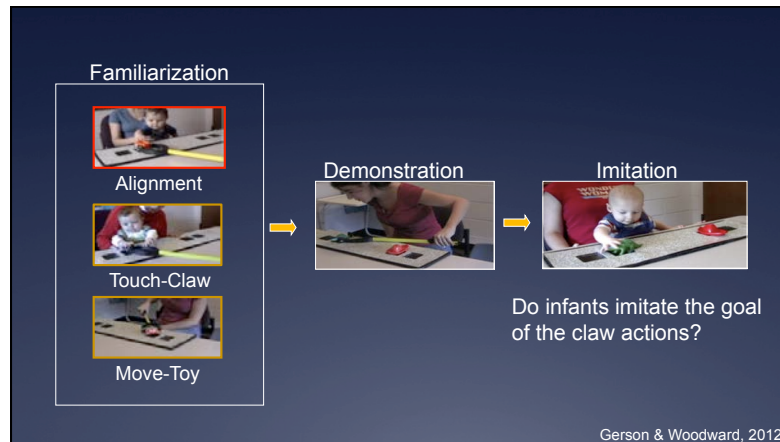 Familiarization
Alignment
Touch-Claw
Move-Toy
Demonstration
Imitation
Do infants imitate the goal
of the claw actions?
Gerson & Woodward, 2012